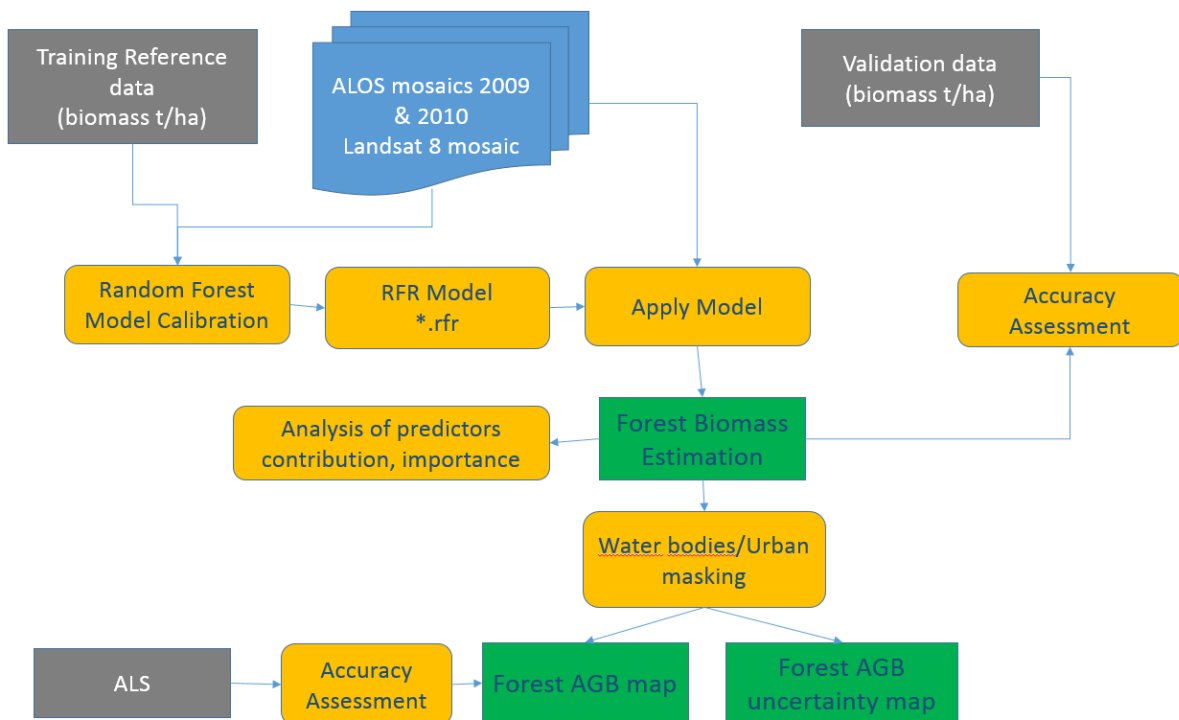 Training Reference
data
(biomass t/ha)
ALOS mosaics 2009
& 2010
Landsat 8 mosaic
Validation data
(biomass t/ha)
Random Forest
Model Calibration
RFR Model
*.rfr
Apply Model
Accuracy
Assessment
Analysis of predictors
contribution, importance
Forest Biomass
Estimation
Water bodies/Urban
masking
ALS
Accuracy
Assessment
Forest AGB map
Forest AGB
uncertainty map